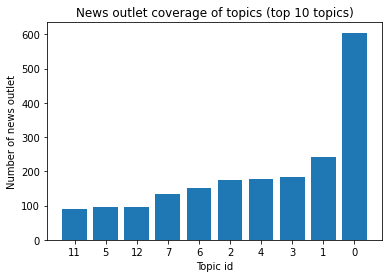 News outlet coverage of topics (top 10 topics)
Number of news outlet
600
500
400
300
200
100
0
11 5 12 7 6 2 4 3 1 0
Topic id